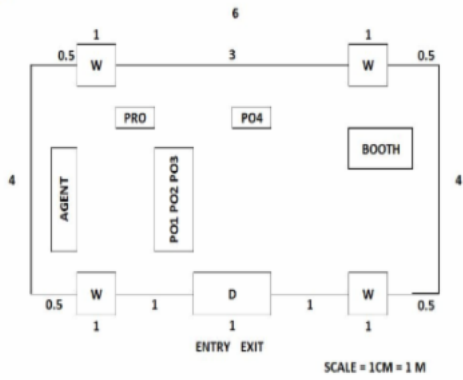 6
1 1
0.5 W 3 W 0.5
PRO PO4
BOOTH
4 AGENT PO1 PO2 PO3 4
0.5 W 1 D 1 W 0.5
1 1 1
ENTRY EXIT
SCALE = 1CM = 1 M